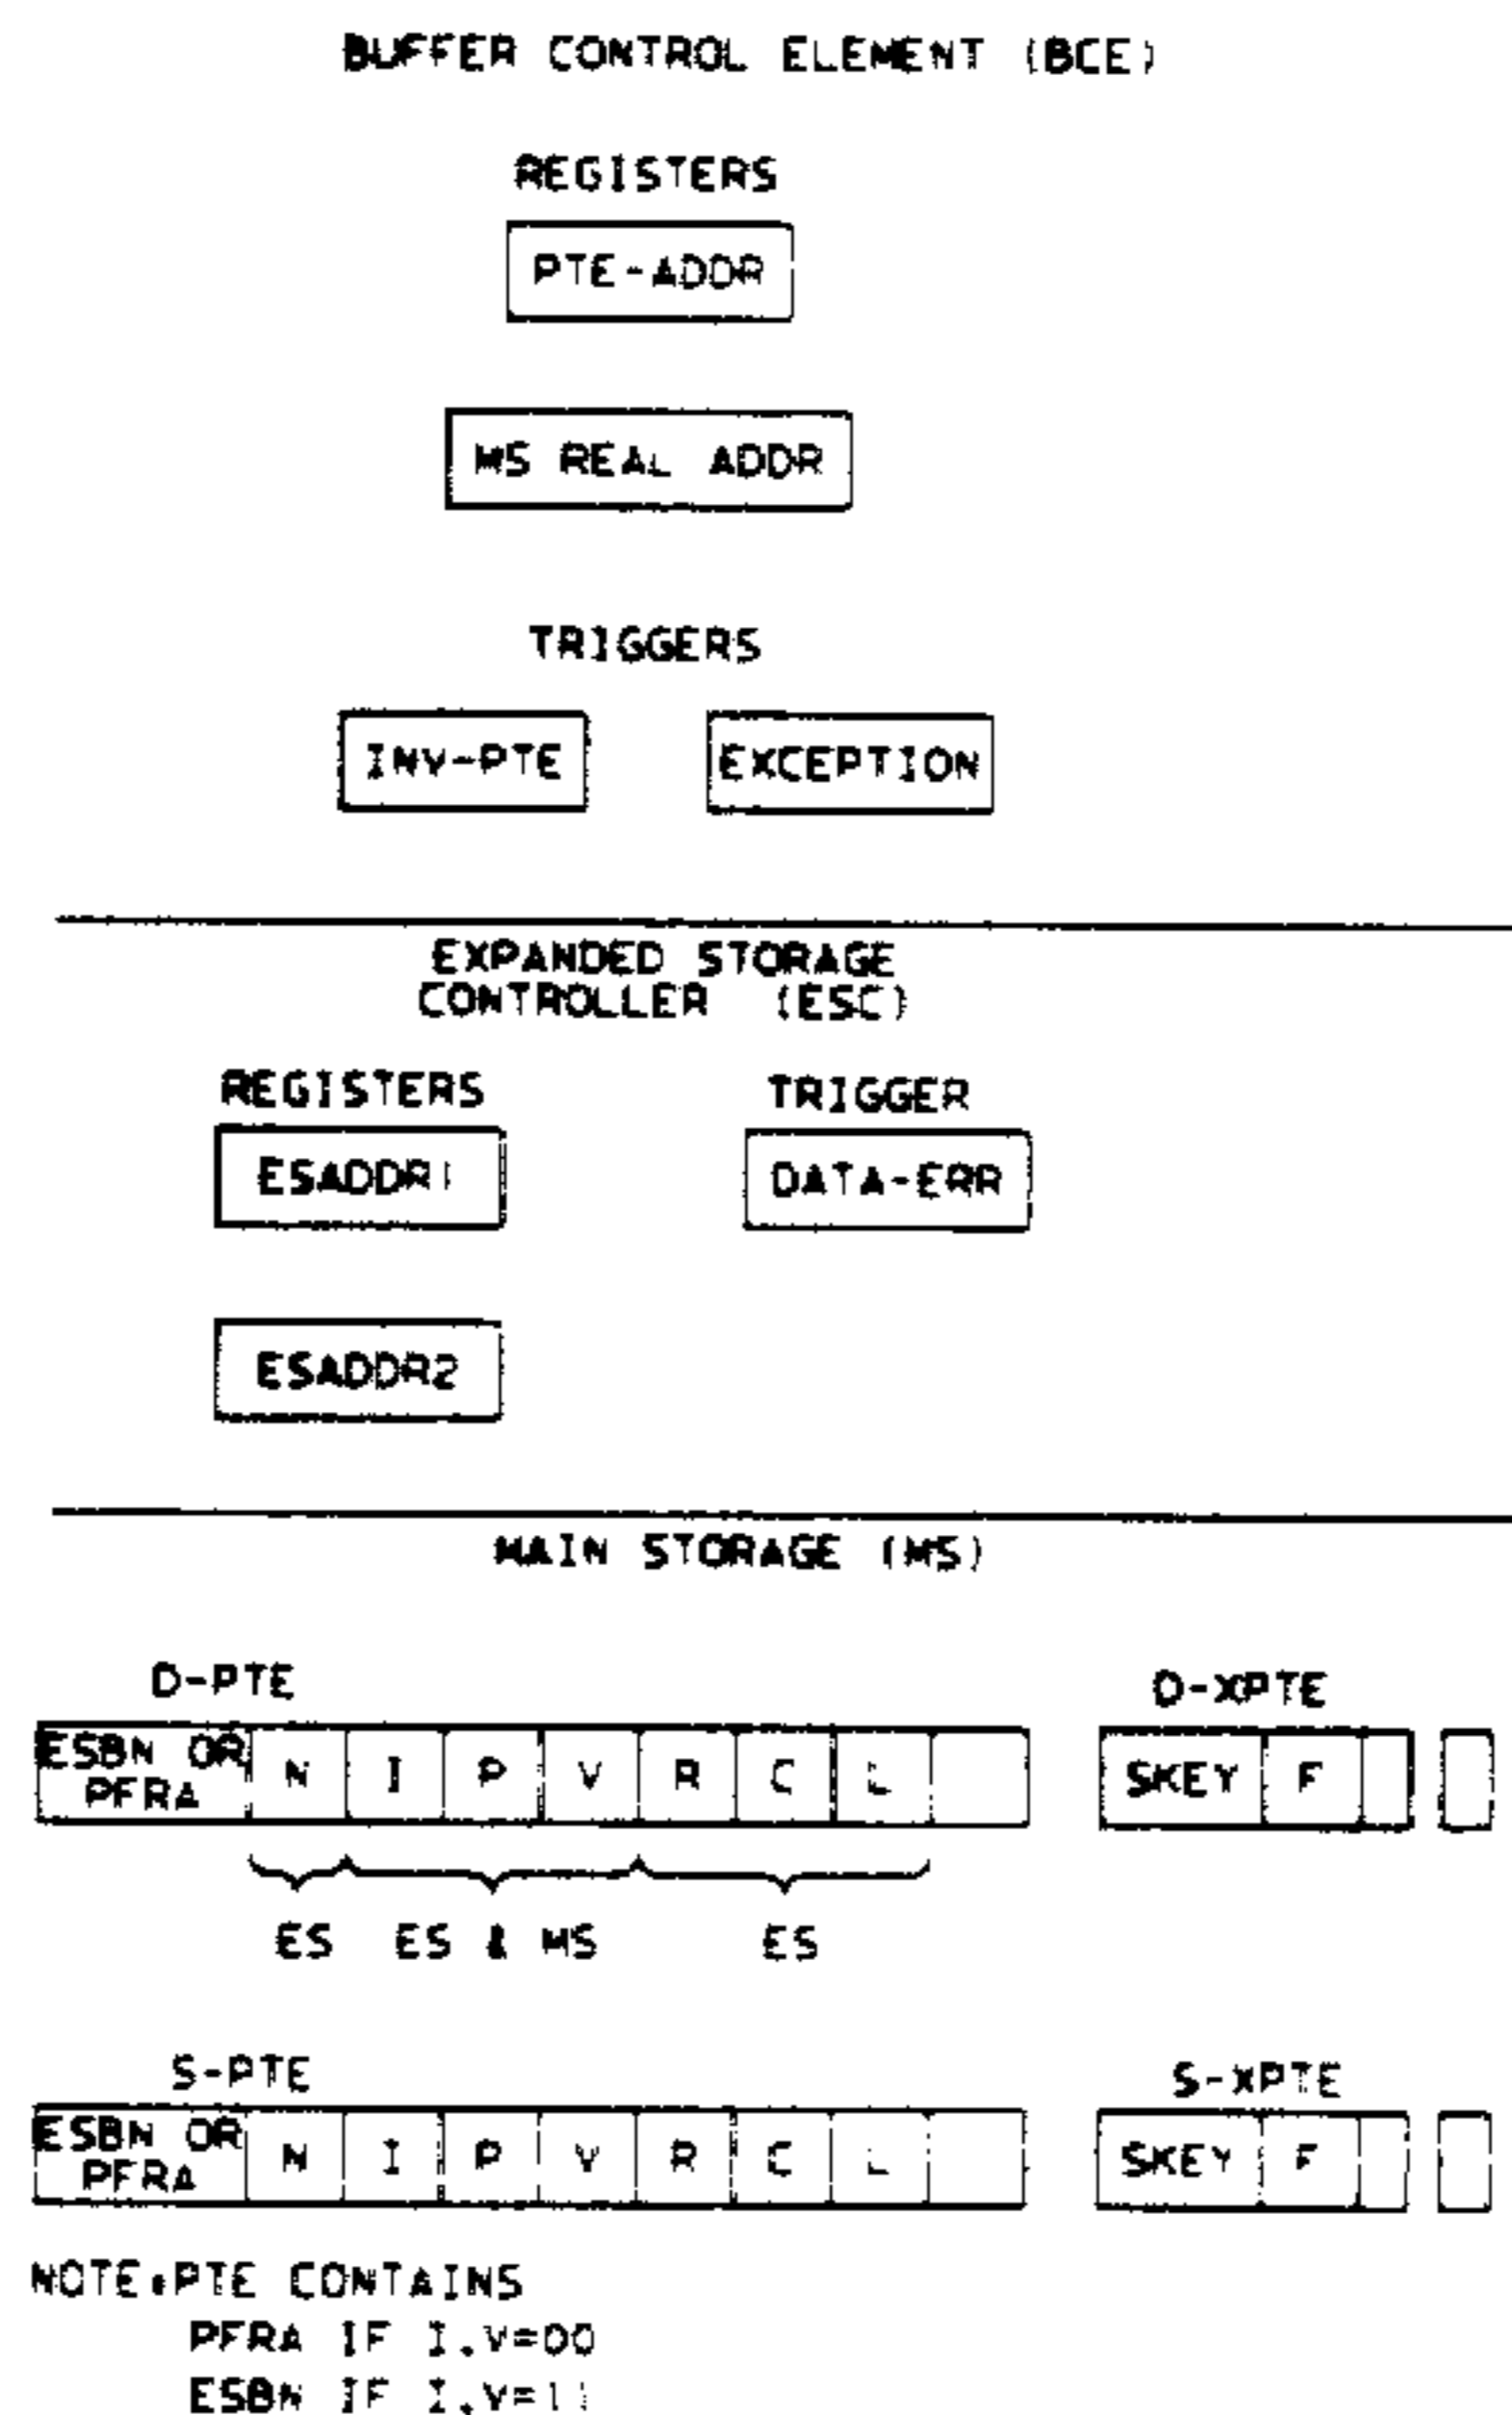 BUFFER CONTROL ELEMENT (BCE)
REGISTERS
PTE-ADDR
MS REAL ADDR
TRIGGERS
INV-PTE EXCEPTION
EXPANDED STORAGE
CONTROLLER (ESC)
REGISTERS TRIGGER
ESADDR1 DATA-ERR
ESADDR2
MAIN STORAGE (MS)
D-PTE D-XPTE
ESBN OR
PFRA N I P V R C L SKEY F
ES ES & MS ES
S-PTE S-XPTE
ESBN OR
PFRA N I P V R C L SKEY F
NOTE:PTE CONTAINS
PFRA IF I.V=00
ESBN IF I.V=11